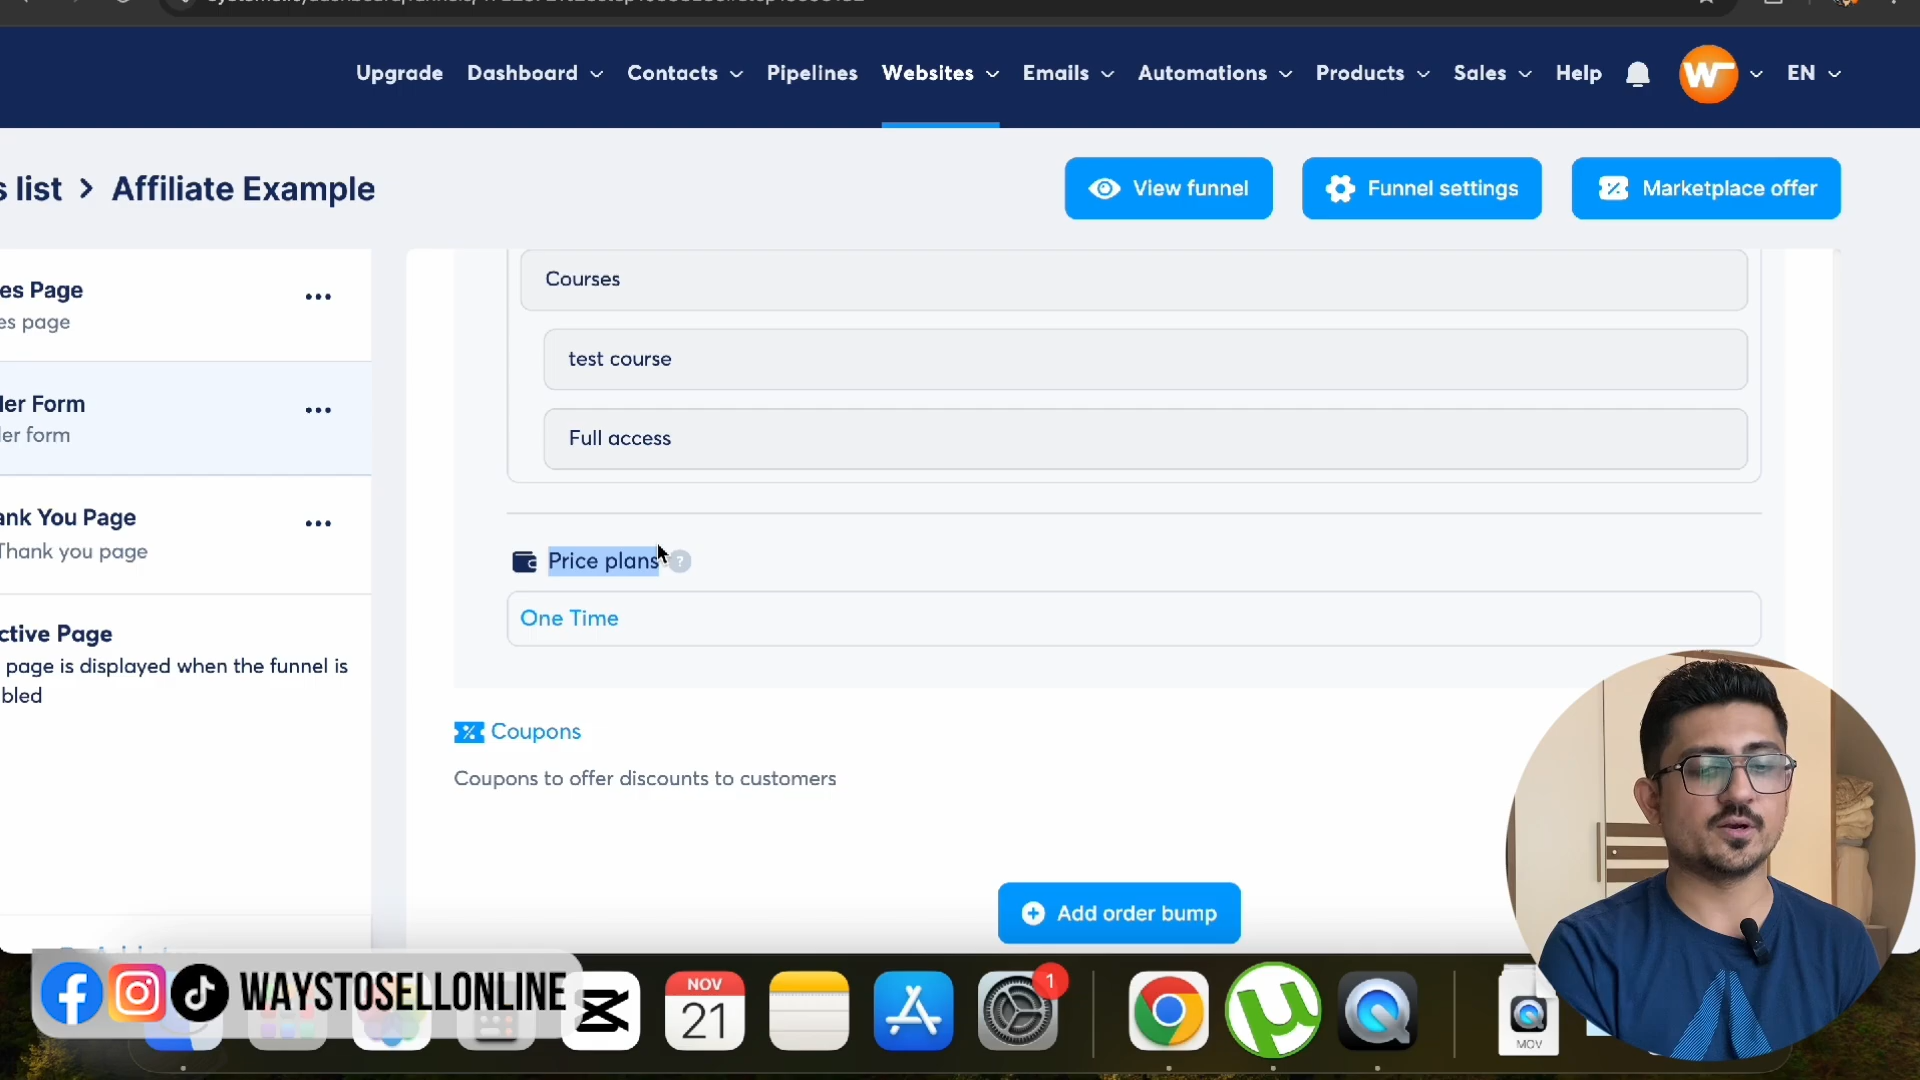 Upgrade Dashboard Contacts Pipelines Websites Emails Automations Products Sales Help W EN
s list > Affiliate Example
View funnel Funnel settings Marketplace offer
es Page
es page
der Form
der form
ank You Page
Thank you page
ctive Page
page is displayed when the funnel is
bled
Courses
test course
Full access
Price plans ?
One Time
Coupons
Coupons to offer discounts to customers
Add order bump
WAYSTOSELLONLINE
NOV
21
1
MOV